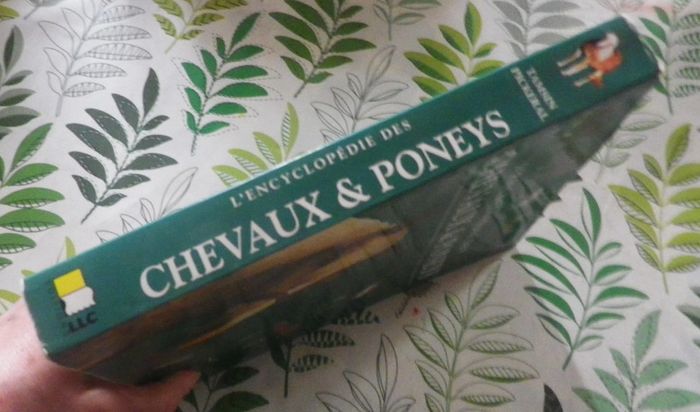 L'ENCYCLOPÉDIE DES
CHEVAUX & PONEYS
TAMSIN
PICKERAL
LLC